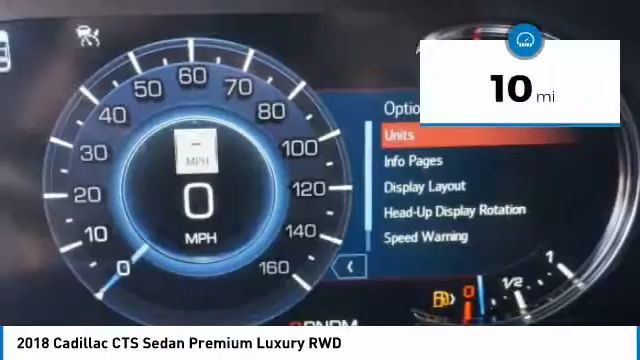 10 mi
Optio
Units
Info Pages
Display Layout
Head-Up Display Rotation
Speed Warning
0
10
20
30
40
50
60
70
80
100
120
140
160
MPH
0
MPH
0 1/2 1
2018 Cadillac CTS Sedan Premium Luxury RWD